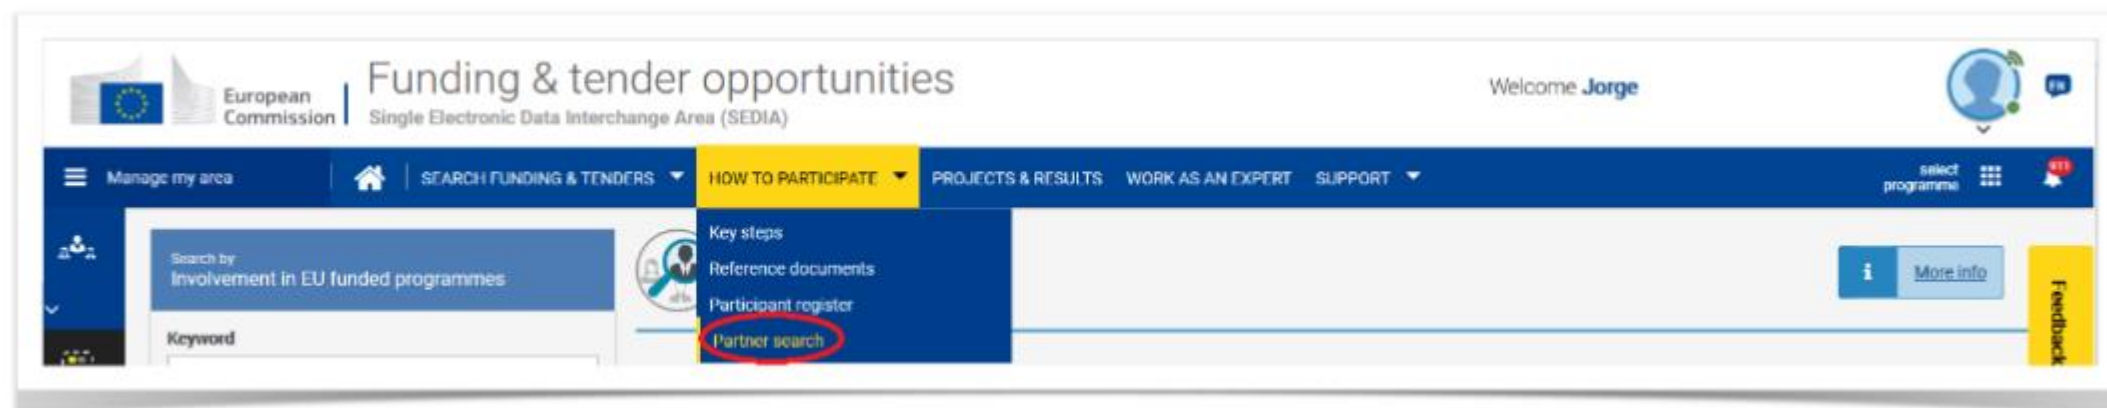 European
Commission
Funding & tender opportunities
Single Electronic Data Interchange Area (SEDIA)
Welcome Jorge
EN
Manage my area
SEARCH FUNDING & TENDERS
HOW TO PARTICIPATE
PROJECTS & RESULTS
WORK AS AN EXPERT
SUPPORT
select
programme
Search by
Involvement in EU funded programmes
Keyword
Key steps
Reference documents
Participant register
Partner search
i
More info
Feedback